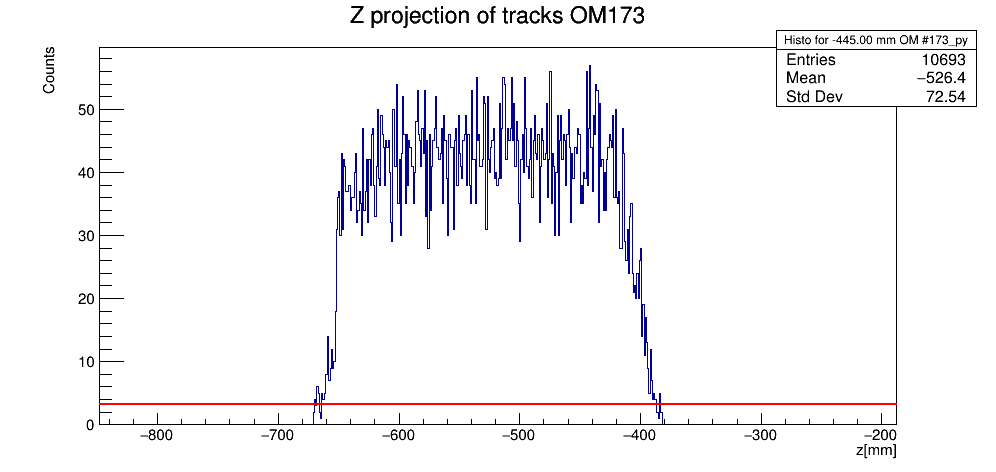 Z projection of tracks OM173
Histo for -445.00 mm OM #173_py
Entries 10693
Mean −526.4
Std Dev 72.54
Counts
50
40
30
20
10
0
−800 −700 −600 −500 −400 −300 −200
z[mm]